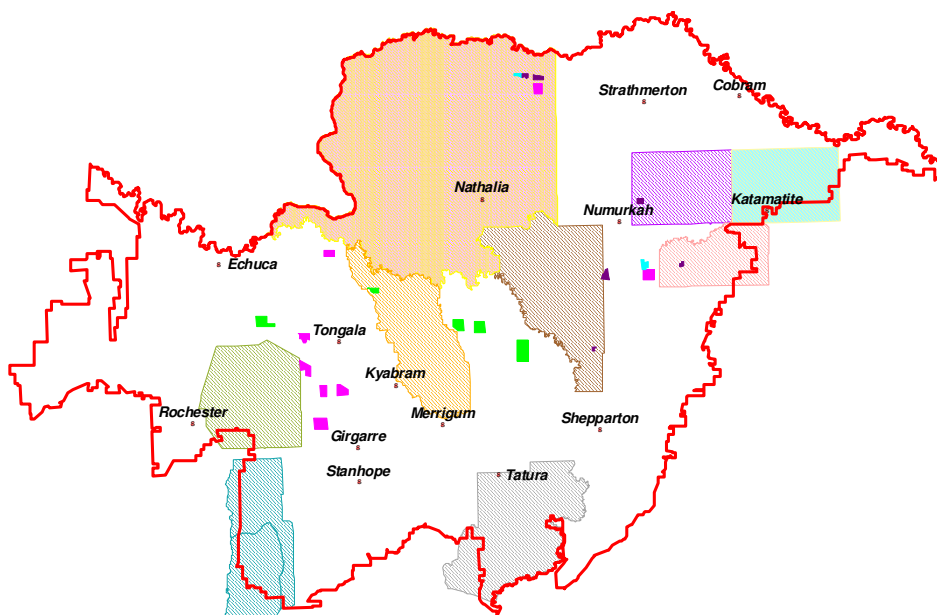 Strathmerton
Cobram
Nathalia
Katamatite
Numurkah
Echuca
Tongala
Kyabram
Rochester
Merrigum
Shepparton
Girgarre
Stanhope
Tatura